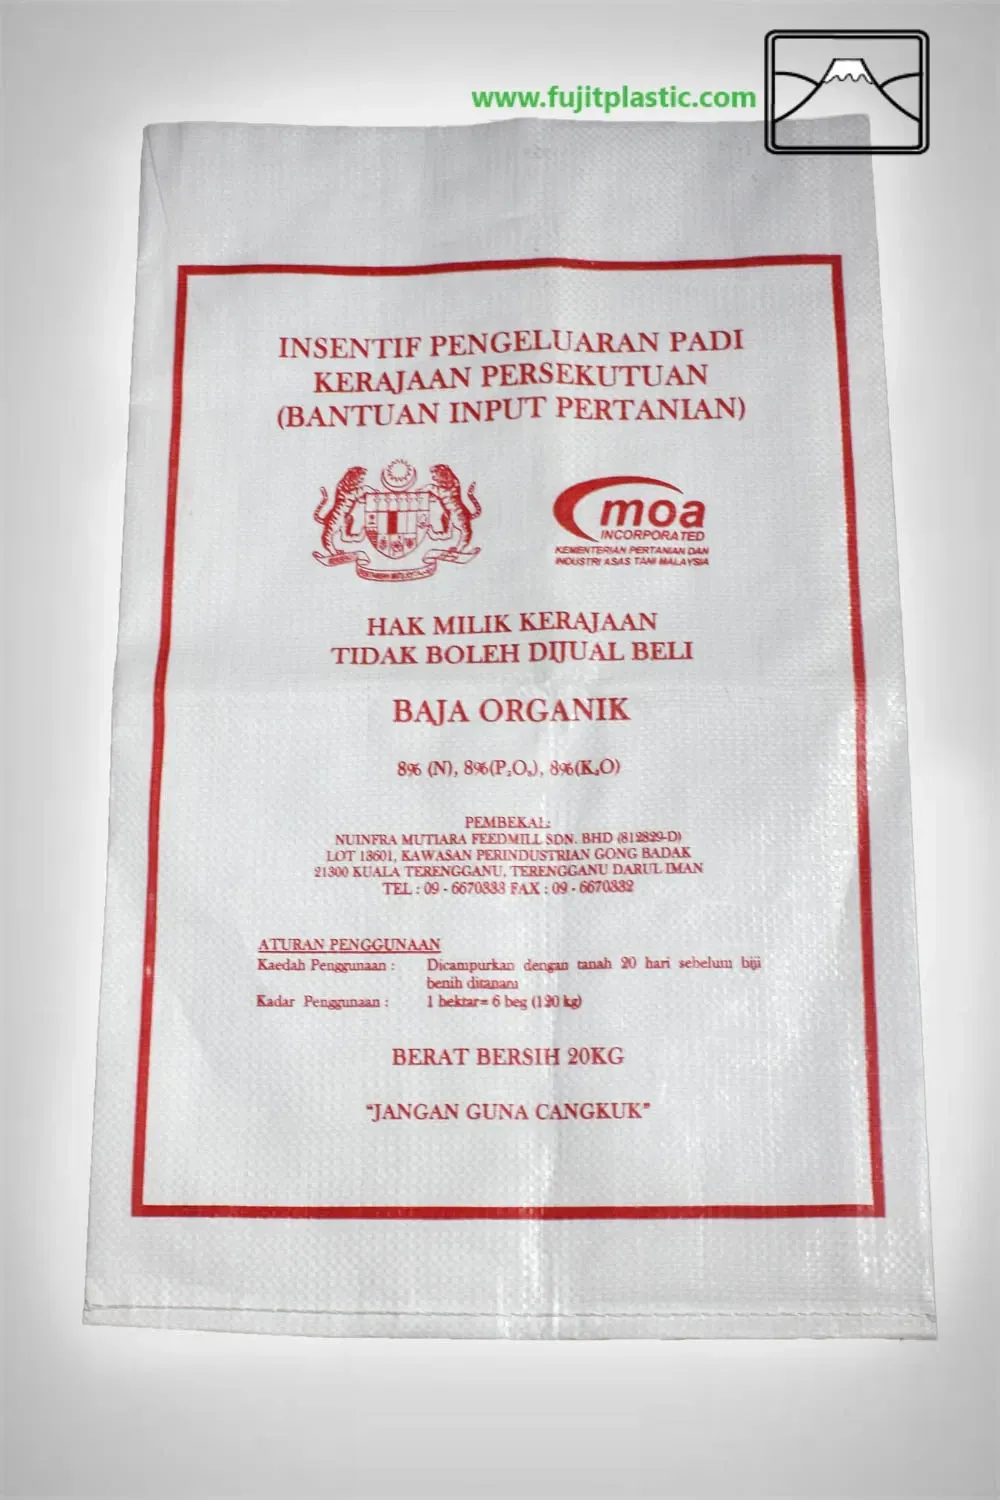 www.fujitplastic.com
INSENTIF PENGELUARAN PADI
KERAJAAN PERSEKUTUAN
(BANTUAN INPUT PERTANIAN)
moa
INCORPORATED
KEMENTERIAN PERTANIAN DAN
INDUSTRI ASAS TANI MALAYSIA
HAK MILIK KERAJAAN
TIDAK BOLEH DIJUAL BELI
BAJA ORGANIK
8% (N), 8%(P₂O₅), 8%(K₂O)
PEMBEKAL:
NUINFRA MUTIARA FEEDMILL SDN. BHD (812829-D)
LOT 13601, KAWASAN PERINDUSTRIAN GONG BADAK
21300 KUALA TERENGGANU, TERENGGANU DARUL IMAN
TEL : 09 - 6670333 FAX : 09 - 6670332
ATURAN PENGGUNAAN
Kaedah Penggunaan : Dicampurkan dengan tanah 20 hari sebelum biji
benih ditanam
Kadar Penggunaan : 1 hektar= 6 beg (120 kg)
BERAT BERSIH 20KG
"JANGAN GUNA CANGKUK"